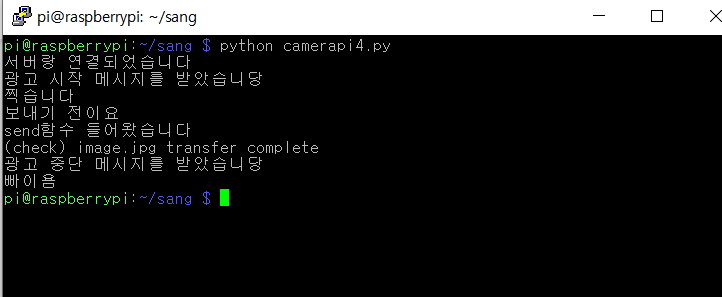 pi@raspberrypi: ~/sang
pi@raspberrypi:~/sang $ python camerapi4.py
서버랑 연결되었습니다
광고 시작 메시지를 받았습니당
찍습니다
보내기 전이요
send함수 들어왔습니다
(check) image.jpg transfer complete
광고 중단 메시지를 받았습니당
빠이욤
pi@raspberrypi:~/sang $